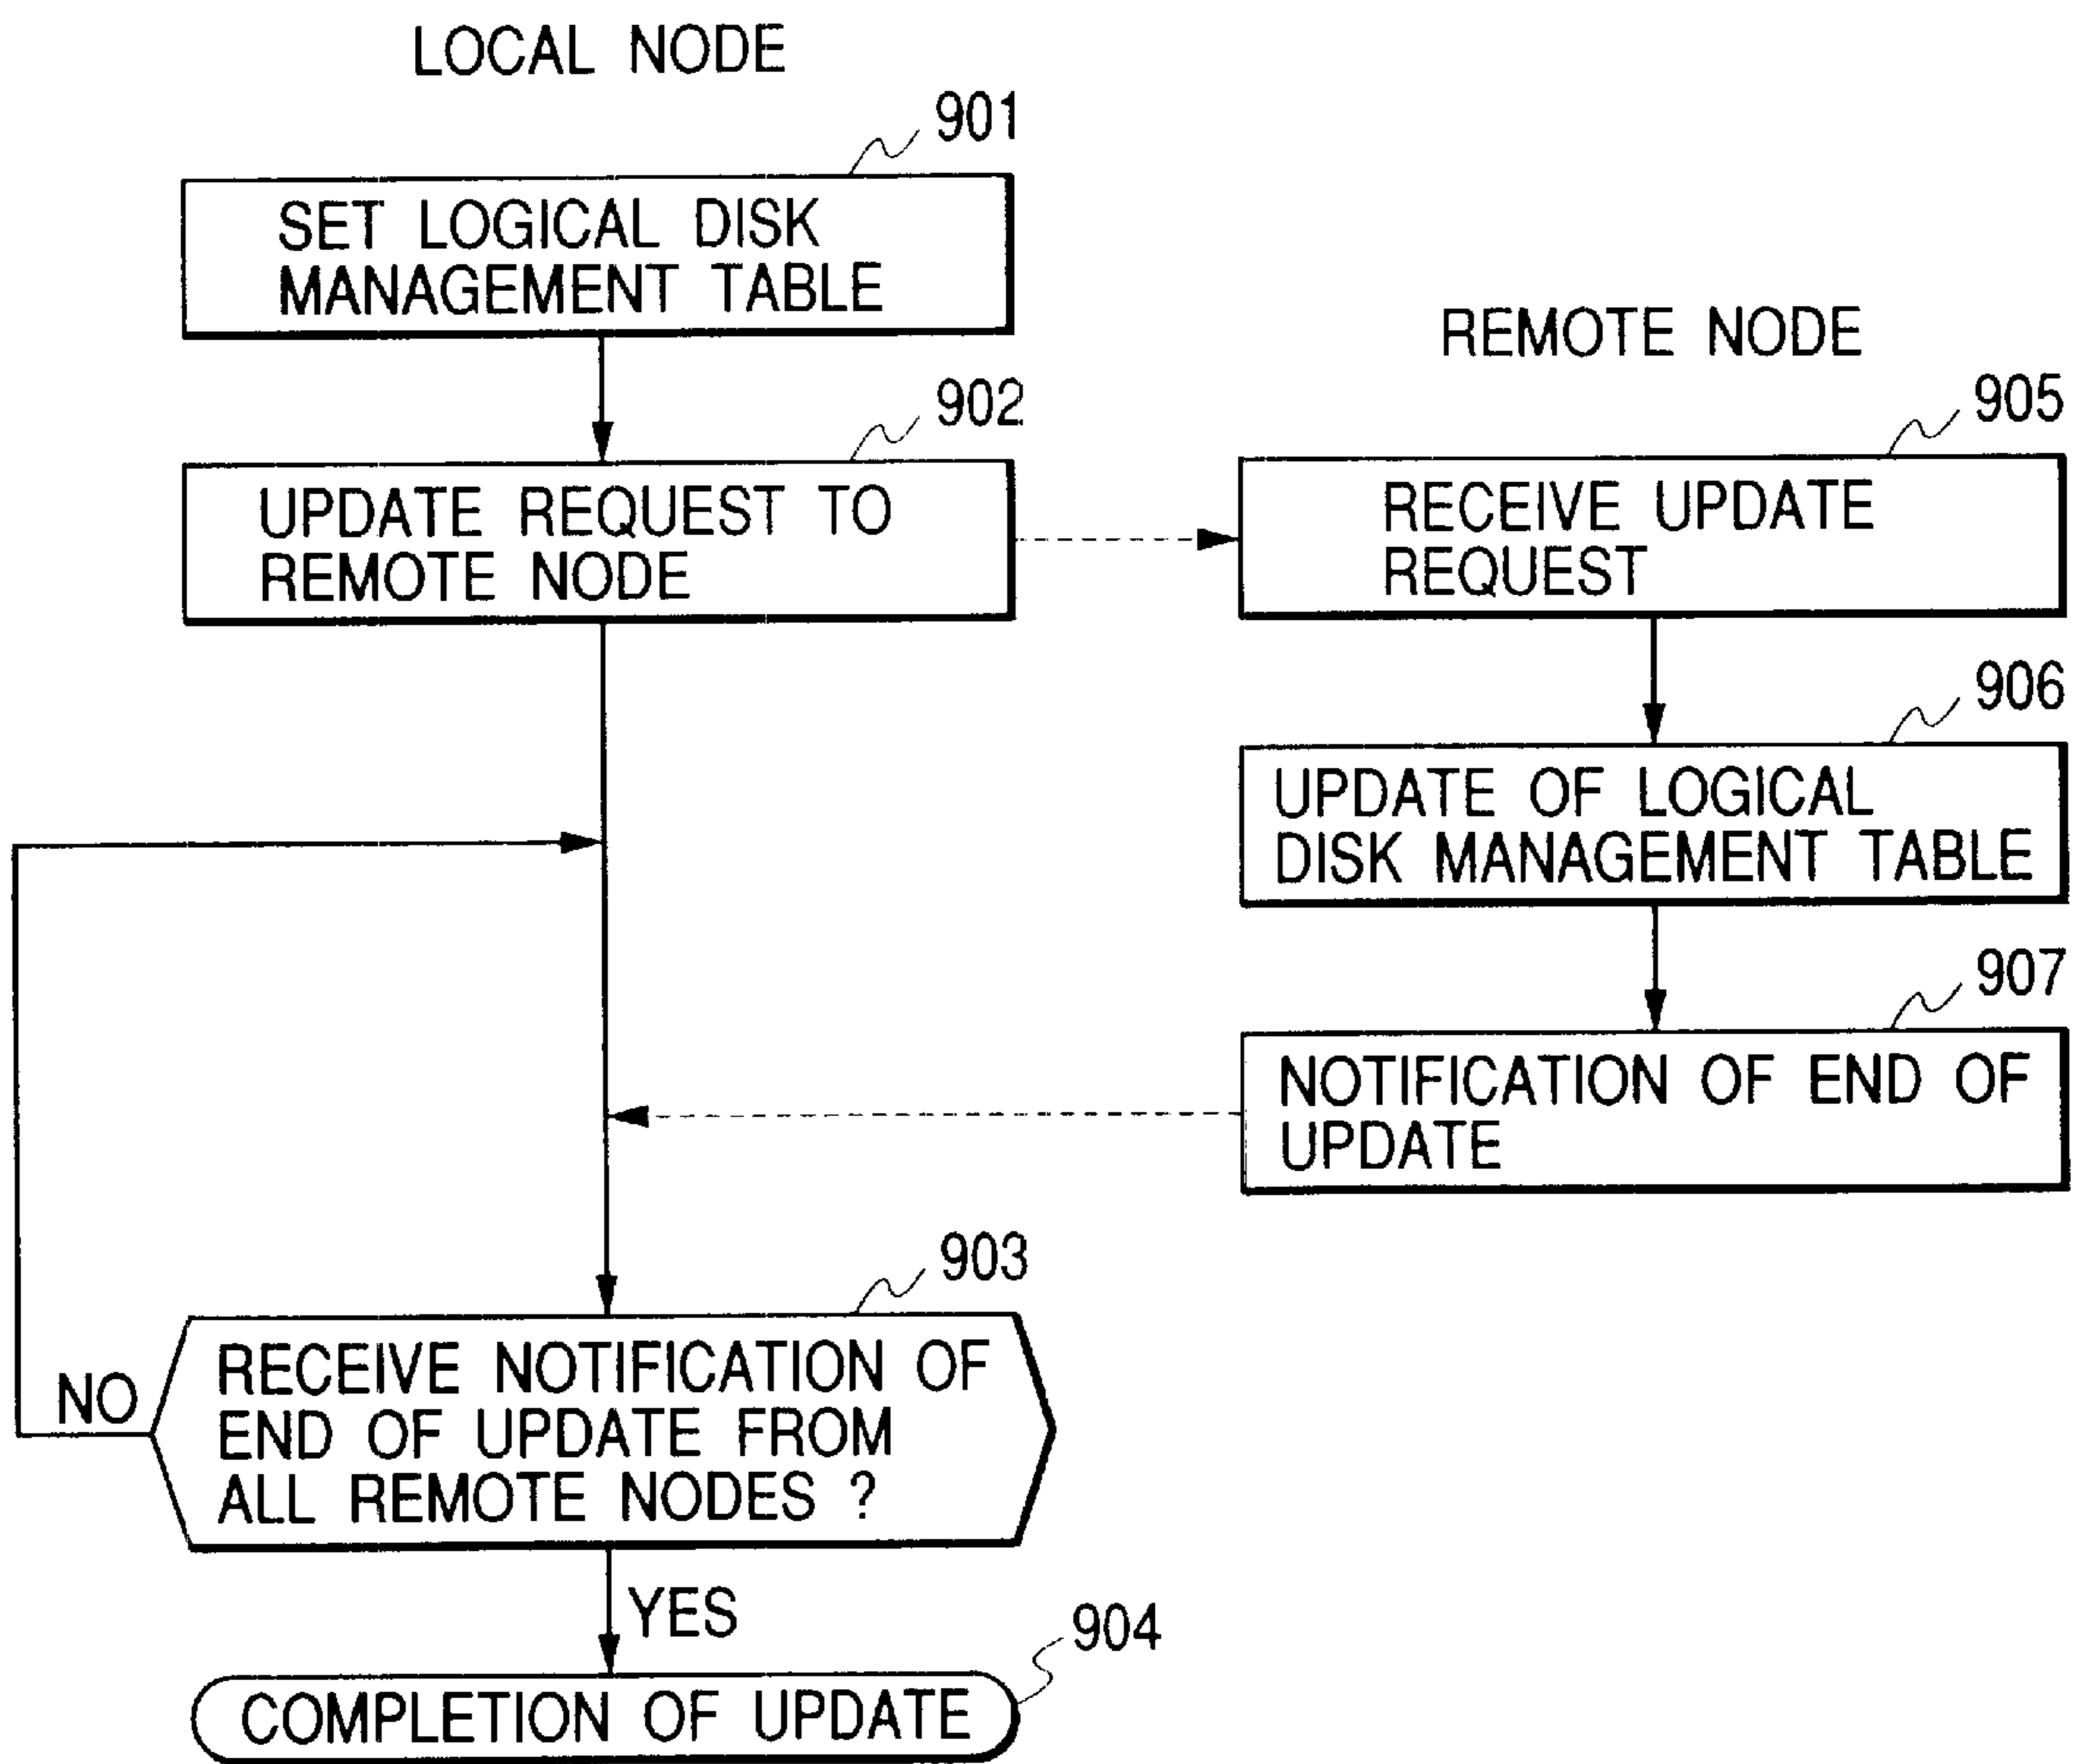 LOCAL NODE
901
SET LOGICAL DISK
MANAGEMENT TABLE
902
UPDATE REQUEST TO
REMOTE NODE
REMOTE NODE
905
RECEIVE UPDATE
REQUEST
906
UPDATE OF LOGICAL
DISK MANAGEMENT TABLE
907
NOTIFICATION OF END OF
UPDATE
903
RECEIVE NOTIFICATION OF
END OF UPDATE FROM
ALL REMOTE NODES ?
NO
YES
904
COMPLETION OF UPDATE